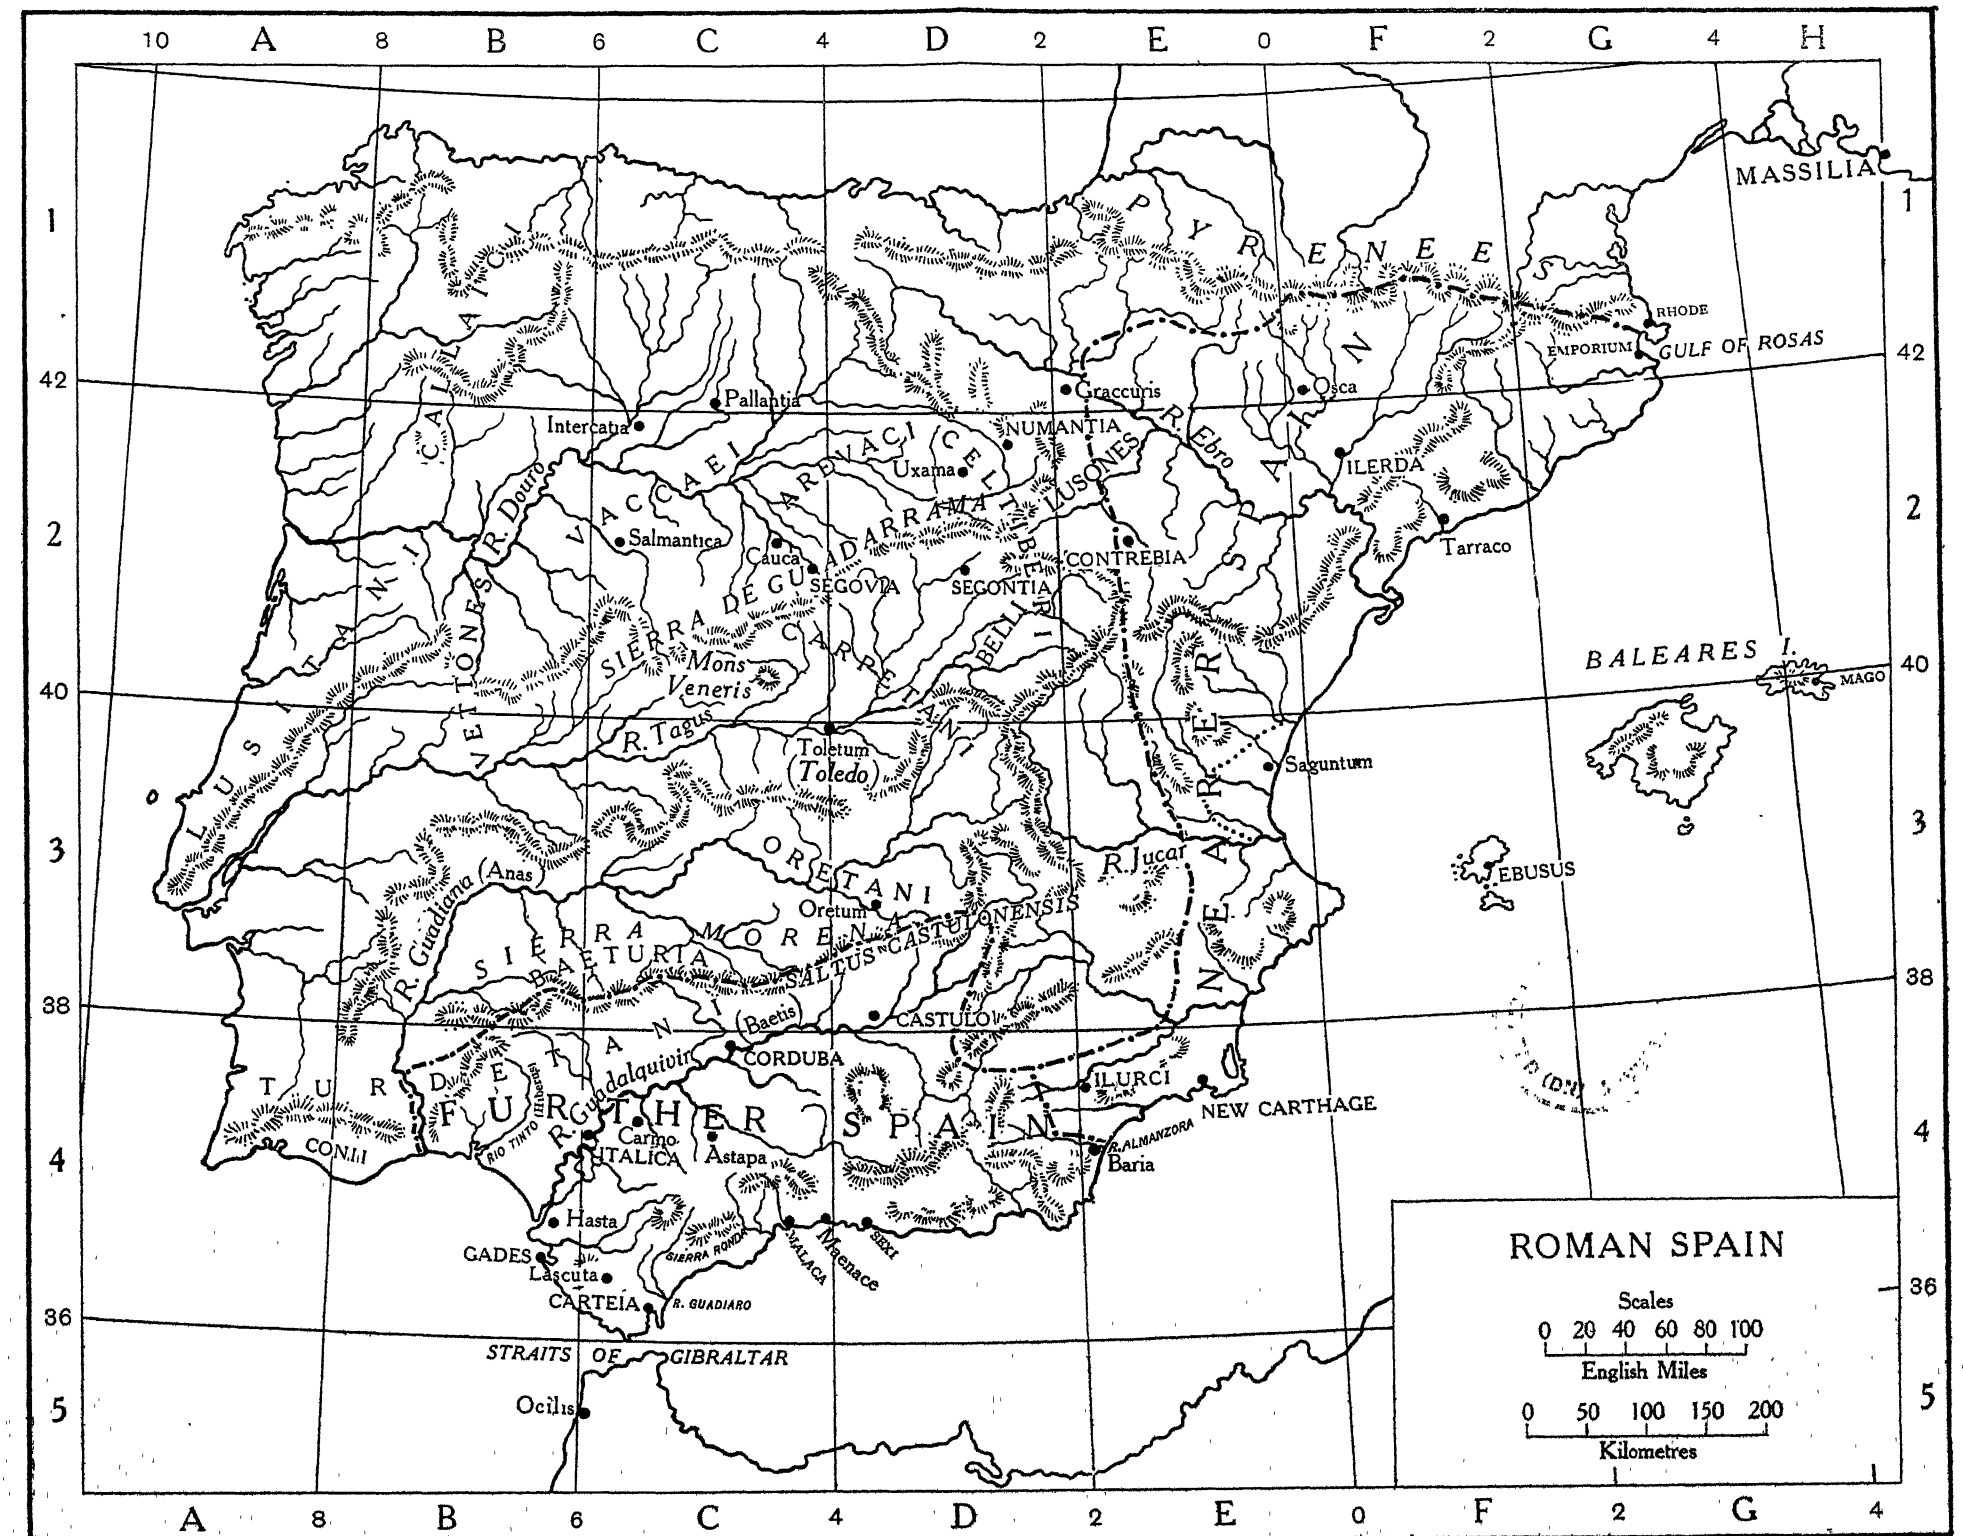 10 A 8 B 6 C 4 D 2 E 0 F 2 G 4 H
MASSILIA
1
1
PYRENEES
CALLAICI
RHODE
EMPORIUM
GULF OF ROSAS
42
42
Pallantia
Graccuris
Osca
Intercatia
NUMANTIA
R. Ebro
AREVACI
CELTIBERI
Uxama
LUSONES
ILERDA
VACCAEI
R. Douro
2
2
Salmantica
Cauca
SEGOVIA
SEGONTIA
CONTREBIA
Tarraco
SIERRA DE GUADARRAMA
BELLI
CARPETANI
VETTONES
LUSITANI
Mons
Veneris
BALEARES I.
MAGO
40
40
R. Tagus
Toletum
(Toledo)
Saguntum
NEARER SPAIN
3
3
ORETANI
R. Jucar
EBUSUS
R. Guadiana (Anas)
Oretum
SIERRA MORENA
SALTUS CASTULONENSIS
BAETURIA
38
38
(Baetis)
CASTULO
CORDUBA
R. Guadalquivir
TURDETANI
ILURCI
FURTHER SPAIN
NEW CARTHAGE
RIO TINTO
Carmo
ITALICA
Astapa
CONII
R. ALMANZORA
Baria
4
4
Hasta
GADES
Lascuta
SIERRA RONDA
MALACA
Maenace
SEXI
CARTEIA
R. GUADIARO
36
36
STRAITS OF GIBRALTAR
Ocilis
5
5
ROMAN SPAIN
Scales
0 20 40 60 80 100
English Miles
0 50 100 150 200
Kilometres
A 8 B 6 C 4 D 2 E 0 F 2 G 4